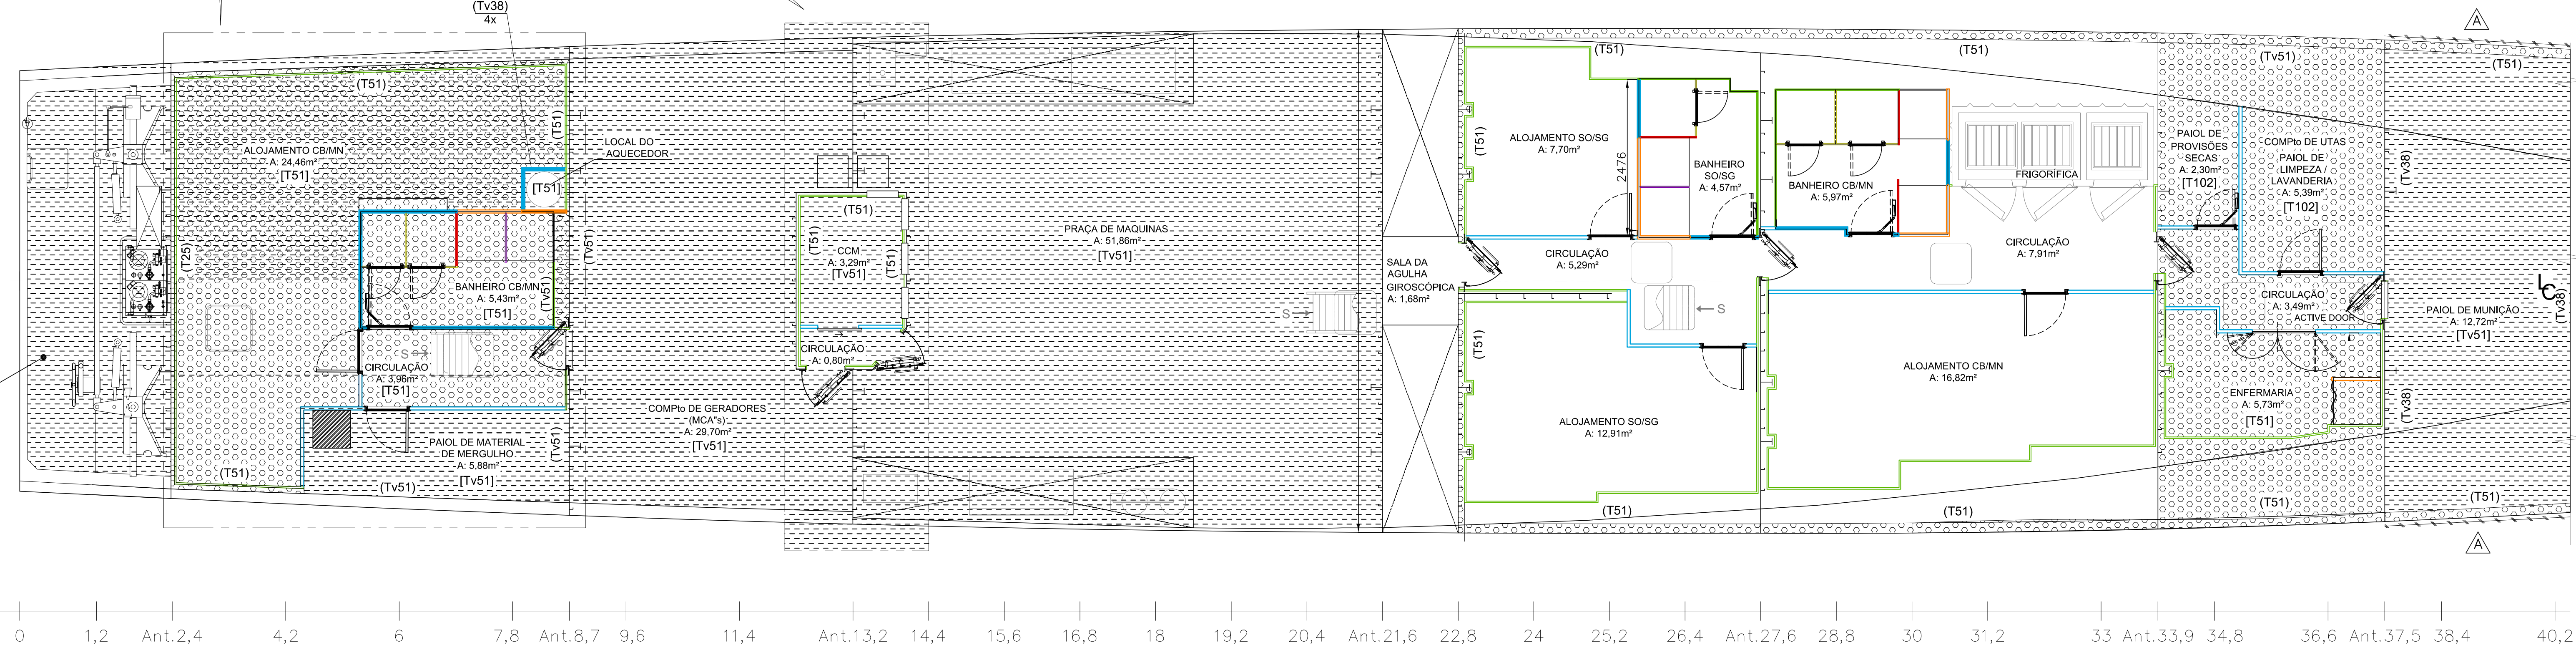 (Tv38)
4x
(T51)
(T51)
ALOJAMENTO CB/MN
A: 24,46m²
[T51]
LOCAL DO
AQUECEDOR
[T51]
(T25)
(Tv51)
BANHEIRO CB/MN
A: 5,43m²
[T51]
(Tv51)
S
CIRCULAÇÃO
A: 3,96m²
[T51]
PAIOL DE MATERIAL
DE MERGULHO
A: 5,88m²
[Tv51]
(Tv51)
(T51)
(Tv51)
COMPto DE GERADORES
(MCA"s)
A: 29,70m²
[Tv51]
(T51)
(T51)
(T51)
CCM
A: 3,29m²
[Tv51]
CIRCULAÇÃO
A: 0,80m²
PRAÇA DE MAQUINAS
A: 51,86m²
[Tv51]
S
SALA DA
AGULHA
GIROSCÓPICA
A: 1,68m²
(T51)
(T51)
ALOJAMENTO SO/SG
A: 7,70m²
2476
BANHEIRO
SO/SG
A: 4,57m²
CIRCULAÇÃO
A: 5,29m²
S
(T51)
ALOJAMENTO SO/SG
A: 12,91m²
(T51)
(T51)
BANHEIRO CB/MN
A: 5,97m²
FRIGORÍFICA
CIRCULAÇÃO
A: 7,91m²
ALOJAMENTO CB/MN
A: 16,82m²
(T51)
(Tv51)
PAIOL DE
PROVISÕES
SECAS
A: 2,30m²
[T102]
COMPto DE UTAS
PAIOL DE
LIMPEZA /
LAVANDERIA
A: 5,39m²
[T102]
(Tv38)
CIRCULAÇÃO
A: 3,49m²
ACTIVE DOOR
ENFERMARIA
A: 5,73m²
[T51]
(T51)
(Tv38)
A
(T51)
PAIOL DE MUNIÇÃO
A: 12,72m²
[Tv51]
LC
(Tv38)
(T51)
A
0 1,2 Ant.2,4 4,2 6 7,8 Ant.8,7 9,6 11,4 Ant.13,2 14,4 15,6 16,8 18 19,2 20,4 Ant.21,6 22,8 24 25,2 26,4 Ant.27,6 28,8 30 31,2 33 Ant.33,9 34,8 36,6 Ant.37,5 38,4 40,2